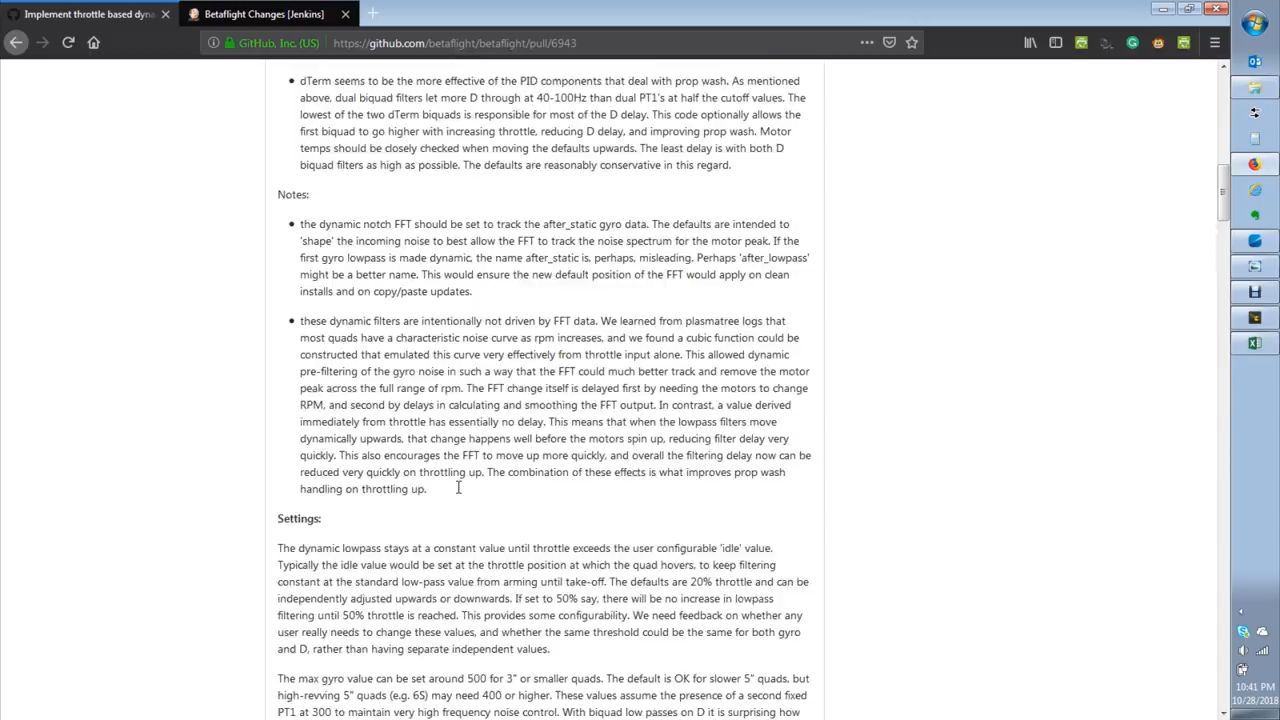 Implement throttle based dyna
Betaflight Changes [Jenkins]
GitHub, Inc. (US)
https://github.com/betaflight/betaflight/pull/6943
dTerm seems to be the more effective of the PID components that deal with prop wash. As mentioned
above, dual biquad filters let more D through at 40-100Hz than dual PT1's at half the cutoff values. The
lowest of the two dTerm biquads is responsible for most of the D delay. This code optionally allows the
first biquad to go higher with increasing throttle, reducing D delay, and improving prop wash. Motor
temps should be closely checked when moving the defaults upwards. The least delay is with both D
biquad filters as high as possible. The defaults are reasonably conservative in this regard.
Notes:
the dynamic notch FFT should be set to track the after_static gyro data. The defaults are intended to
'shape' the incoming noise to best allow the FFT to track the noise spectrum for the motor peak. If the
first gyro lowpass is made dynamic, the name after_static is, perhaps, misleading. Perhaps 'after_lowpass'
might be a better name. This would ensure the new default position of the FFT would apply on clean
installs and on copy/paste updates.
these dynamic filters are intentionally not driven by FFT data. We learned from plasmatree logs that
most quads have a characteristic noise curve as rpm increases, and we found a cubic function could be
constructed that emulated this curve very effectively from throttle input alone. This allowed dynamic
pre-filtering of the gyro noise in such a way that the FFT could much better track and remove the motor
peak across the full range of rpm. The FFT change itself is delayed first by needing the motors to change
RPM, and second by delays in calculating and smoothing the FFT output. In contrast, a value derived
immediately from throttle has essentially no delay. This means that when the lowpass filters move
dynamically upwards, that change happens well before the motors spin up, reducing filter delay very
quickly. This also encourages the FFT to move up more quickly, and overall the filtering delay now can be
reduced very quickly on throttling up. The combination of these effects is what improves prop wash
handling on throttling up.
Settings:
The dynamic lowpass stays at a constant value until throttle exceeds the user configurable 'idle' value.
Typically the idle value would be set at the throttle position at which the quad hovers, to keep filtering
constant at the standard low-pass value from arming until take-off. The defaults are 20% throttle and can be
independently adjusted upwards or downwards. If set to 50% say, there will be no increase in lowpass
filtering until 50% throttle is reached. This provides some configurability. We need feedback on whether any
user really needs to change these values, and whether the same threshold could be the same for both gyro
and D, rather than having separate independent values.
The max gyro value can be set around 500 for 3" or smaller quads. The default is OK for slower 5" quads, but
high-revving 5" quads (e.g. 6S) may need 400 or higher. These values assume the presence of a second fixed
PT1 at 300 to maintain very high frequency noise control. With biquad low passes on D it is surprising how
10:41 PM
10/28/2018